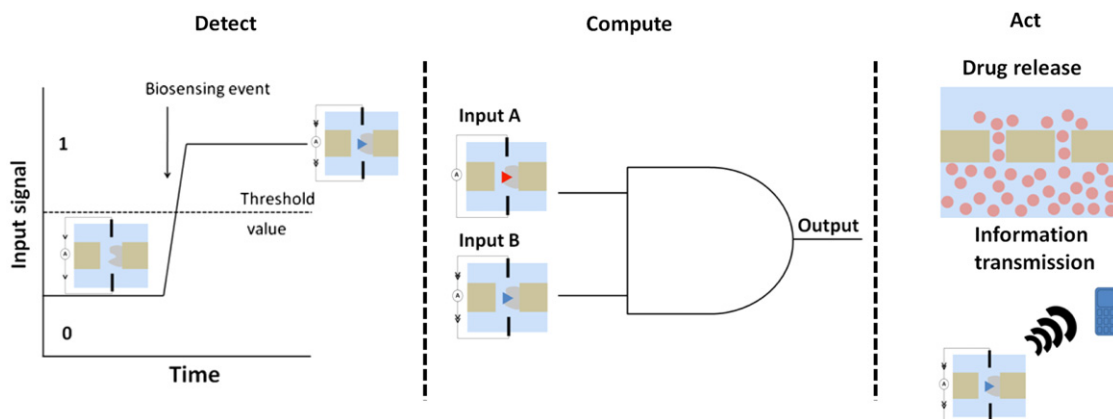 Detect
Compute
Act
Biosensing event
1
Threshold
value
0
Input signal
Time
A
A
Input A
A
Input B
A
Output
Drug release
Information
transmission
A